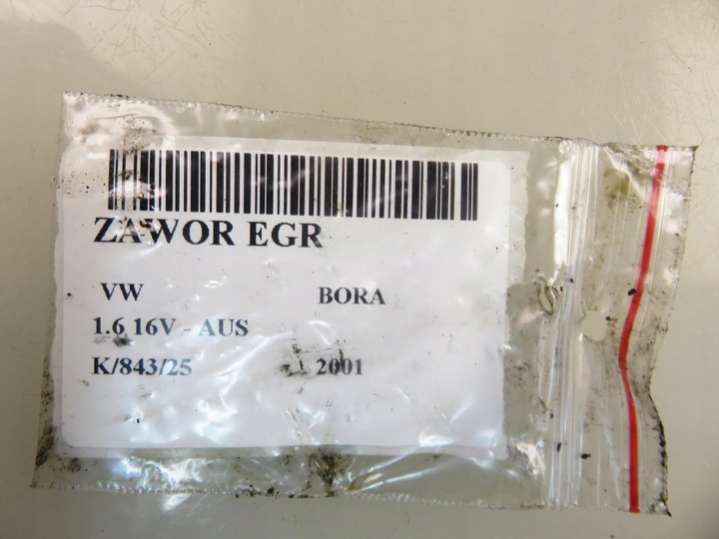 ZAWOR EGR
VW BORA
1.6 16V - AUS
K/843/25 2001